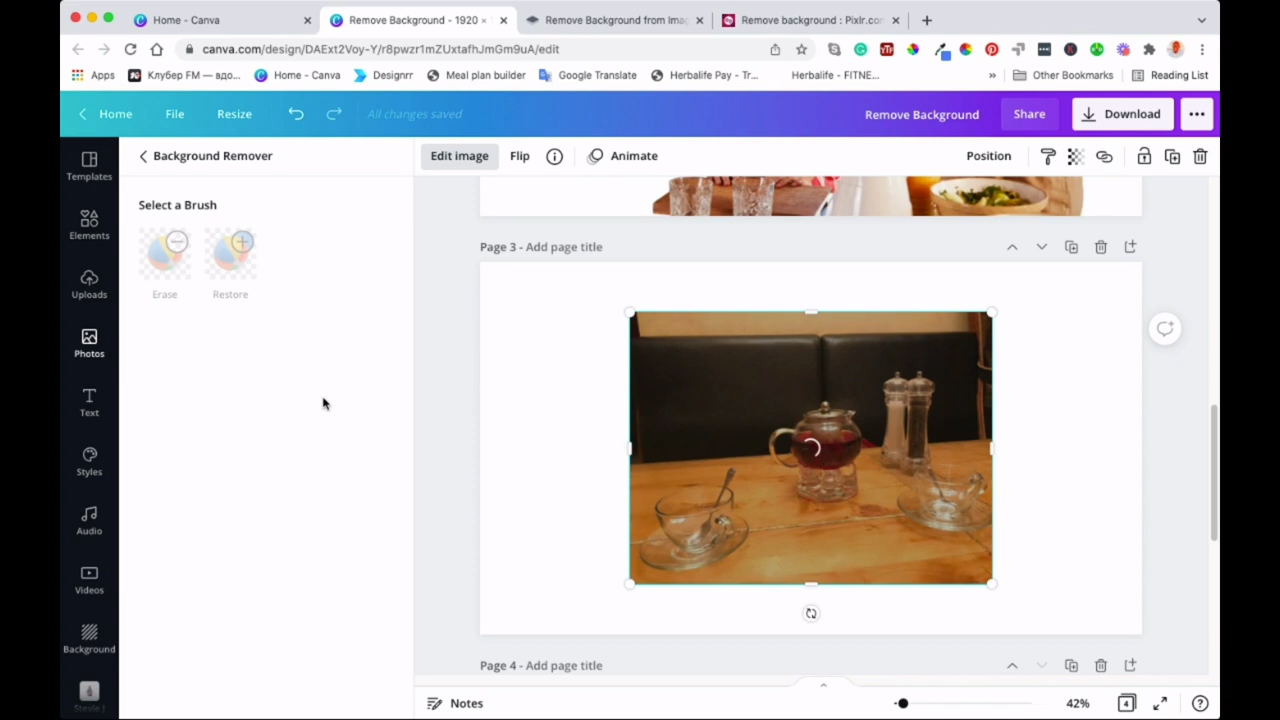 Home - Canva
Remove Background - 1920 ×
Remove Background from Imag
Remove background : Pixlr.com
canva.com/design/DAExt2Voy-Y/r8pwzr1mZUxtafhJmGm9uA/edit
Apps
Клубер FM — вдо...
Home - Canva
Designrr
Meal plan builder
Google Translate
Herbalife Pay - Tr...
Herbalife - FITNE...
»
Other Bookmarks
Reading List
Home
File
Resize
All changes saved
Remove Background
Share
Download
Templates
Elements
Uploads
Photos
Text
Styles
Audio
Videos
Background
Stevie J
Background Remover
Select a Brush
Erase
Restore
Edit image
Flip
Animate
Position
Page 3 - Add page title
Page 4 - Add page title
Notes
42%
4